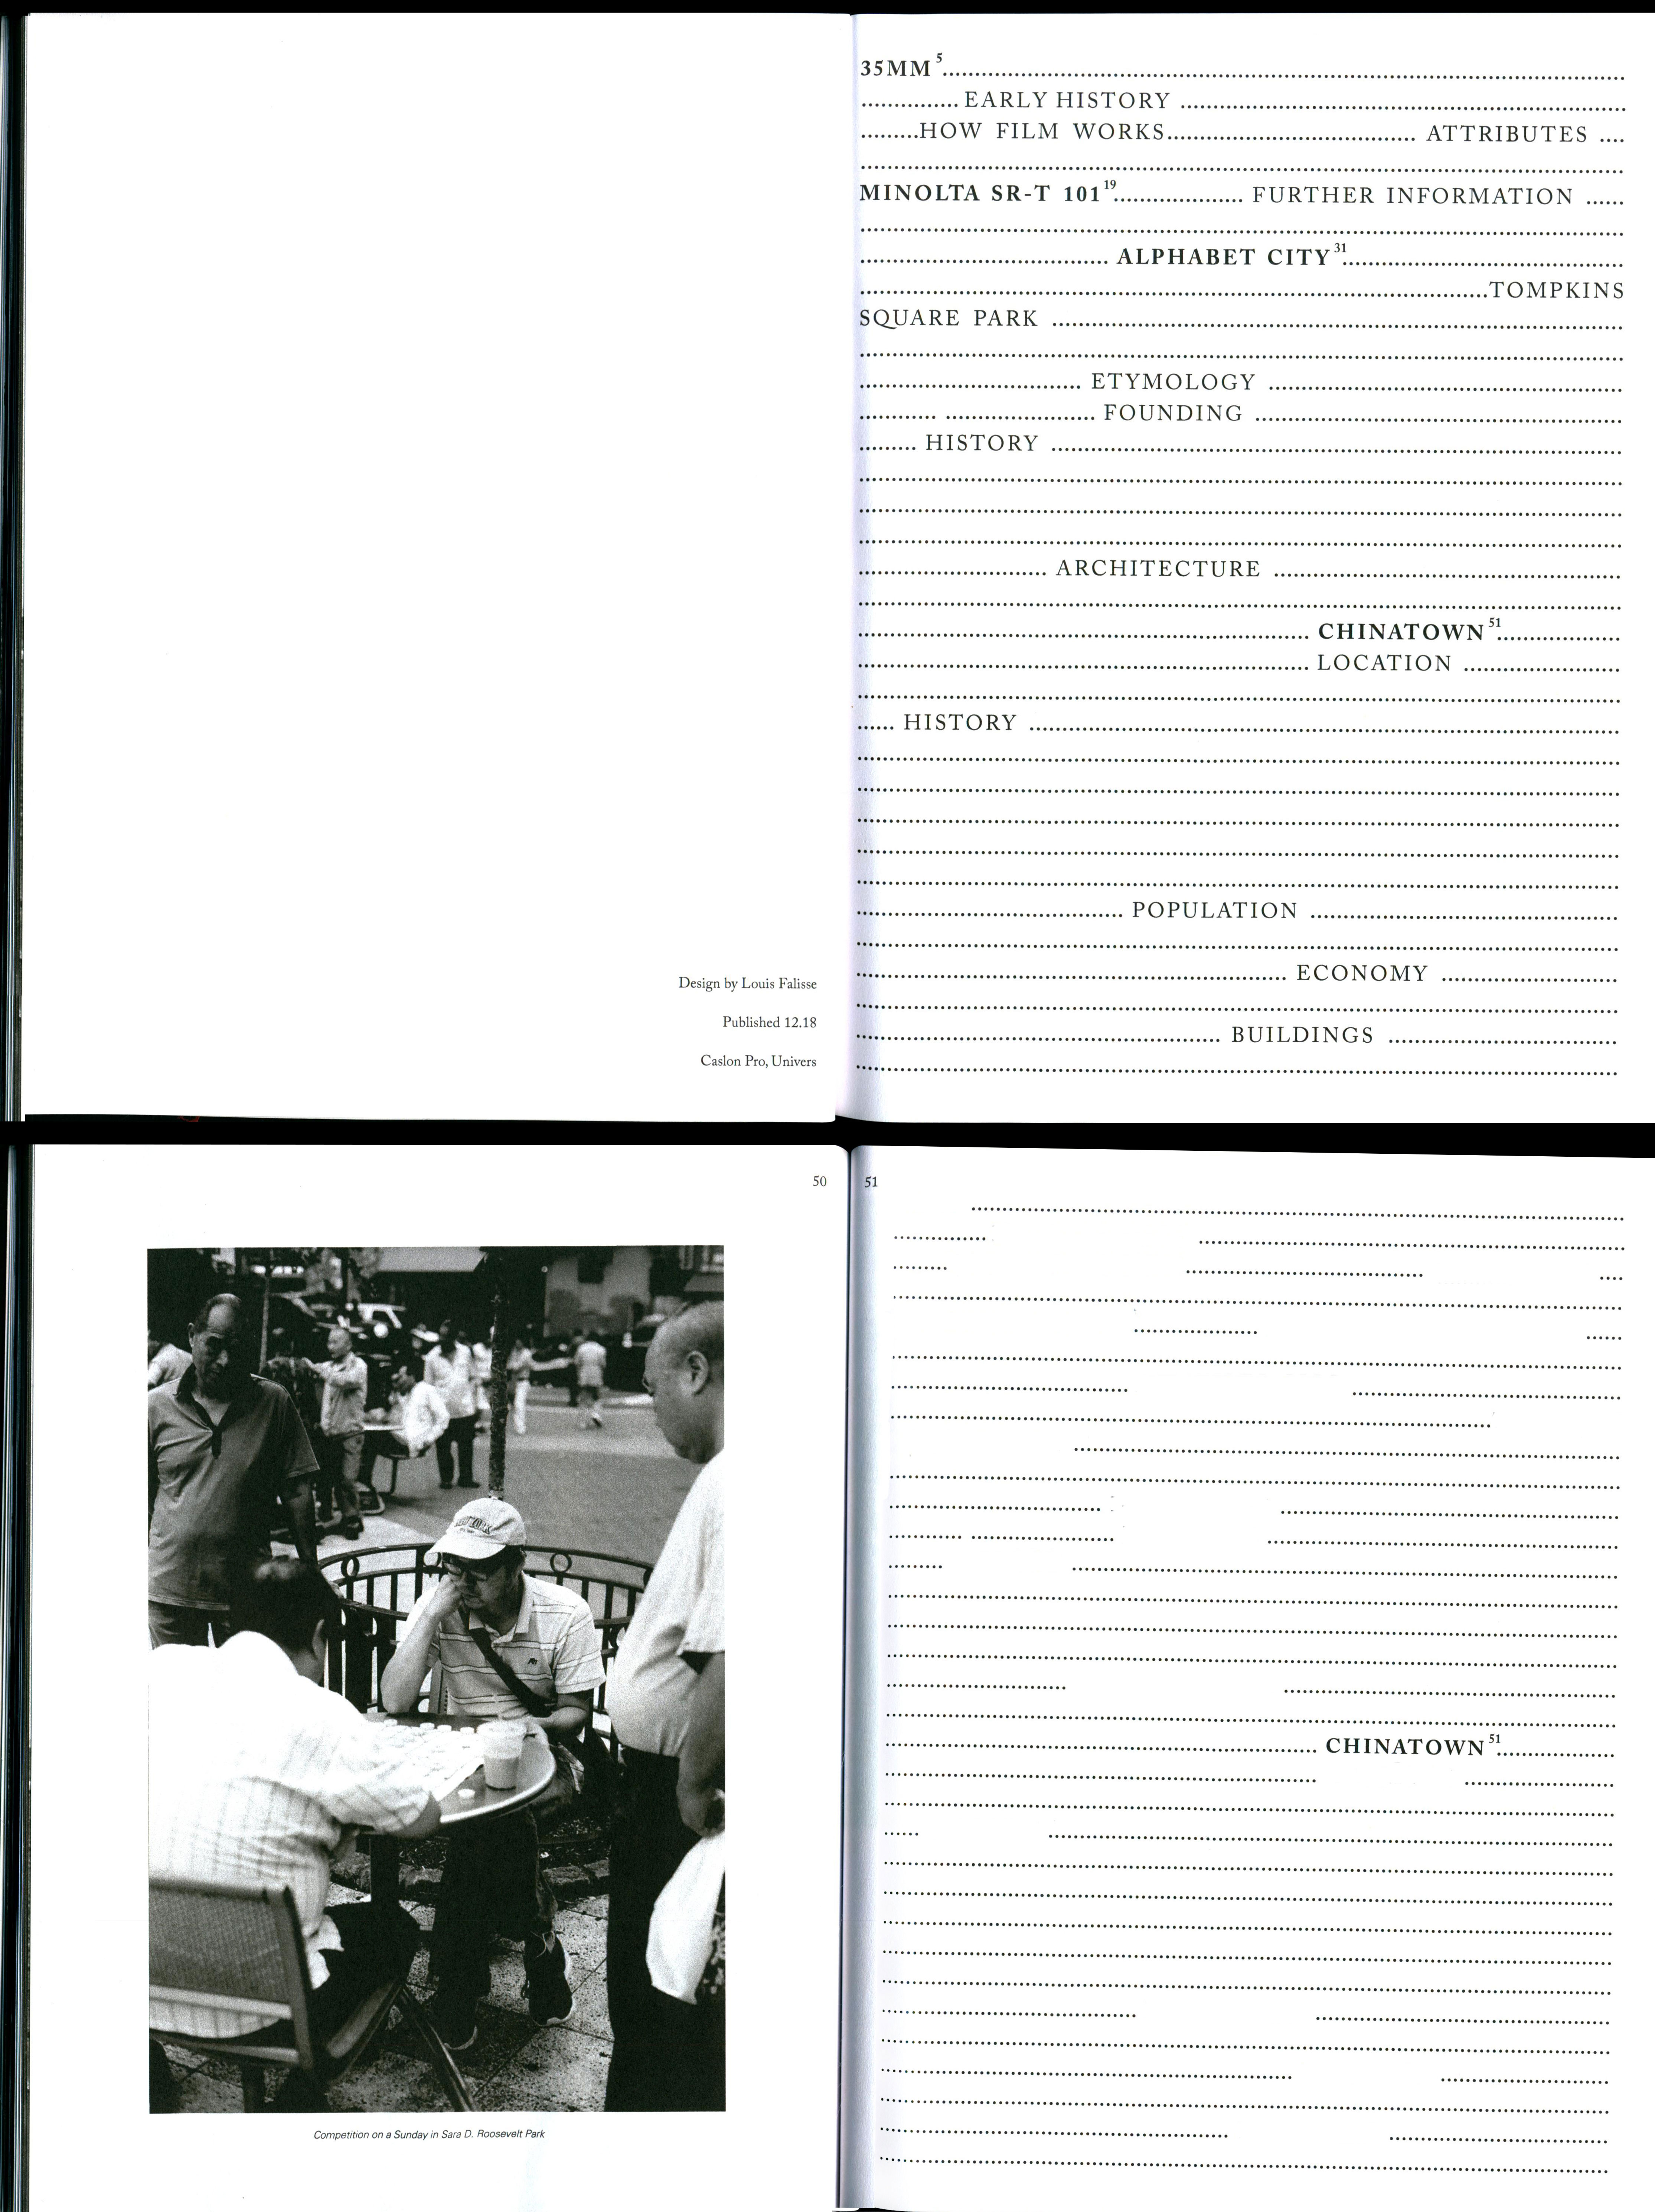 35MM 5
EARLY HISTORY
HOW FILM WORKS ATTRIBUTES
MINOLTA SR-T 101 19 FURTHER INFORMATION
ALPHABET CITY 31
TOMPKINS
SQUARE PARK
ETYMOLOGY
FOUNDING
HISTORY
ARCHITECTURE
CHINATOWN 51
LOCATION
HISTORY
POPULATION
ECONOMY
BUILDINGS
Design by Louis Falisse
Published 12.18
Caslon Pro, Univers
50
NEW YORK
Competition on a Sunday in Sara D. Roosevelt Park
51
CHINATOWN 51